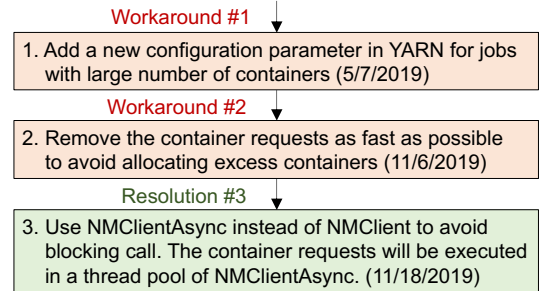 Workaround #1
1. Add a new configuration parameter in YARN for jobs
with large number of containers (5/7/2019)
Workaround #2
2. Remove the container requests as fast as possible
to avoid allocating excess containers (11/6/2019)
Resolution #3
3. Use NMClientAsync instead of NMClient to avoid
blocking call. The container requests will be executed
in a thread pool of NMClientAsync. (11/18/2019)